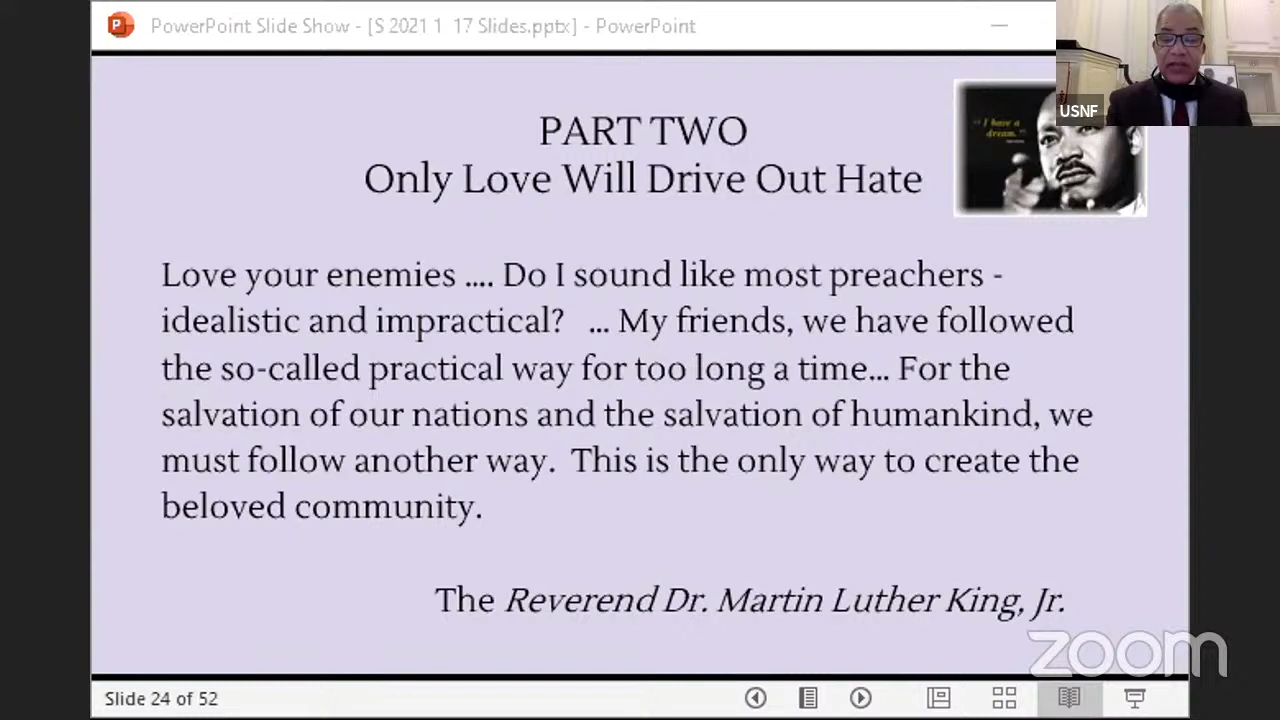 PowerPoint Slide Show - [S 2021 1 17 Slides.pptx] - PowerPoint
USNF
"I have a
dream."
PART TWO
Only Love Will Drive Out Hate
Love your enemies .... Do I sound like most preachers -
idealistic and impractical? ... My friends, we have followed
the so-called practical way for too long a time... For the
salvation of our nations and the salvation of humankind, we
must follow another way. This is the only way to create the
beloved community.
The Reverend Dr. Martin Luther King, Jr.
zoom
Slide 24 of 52